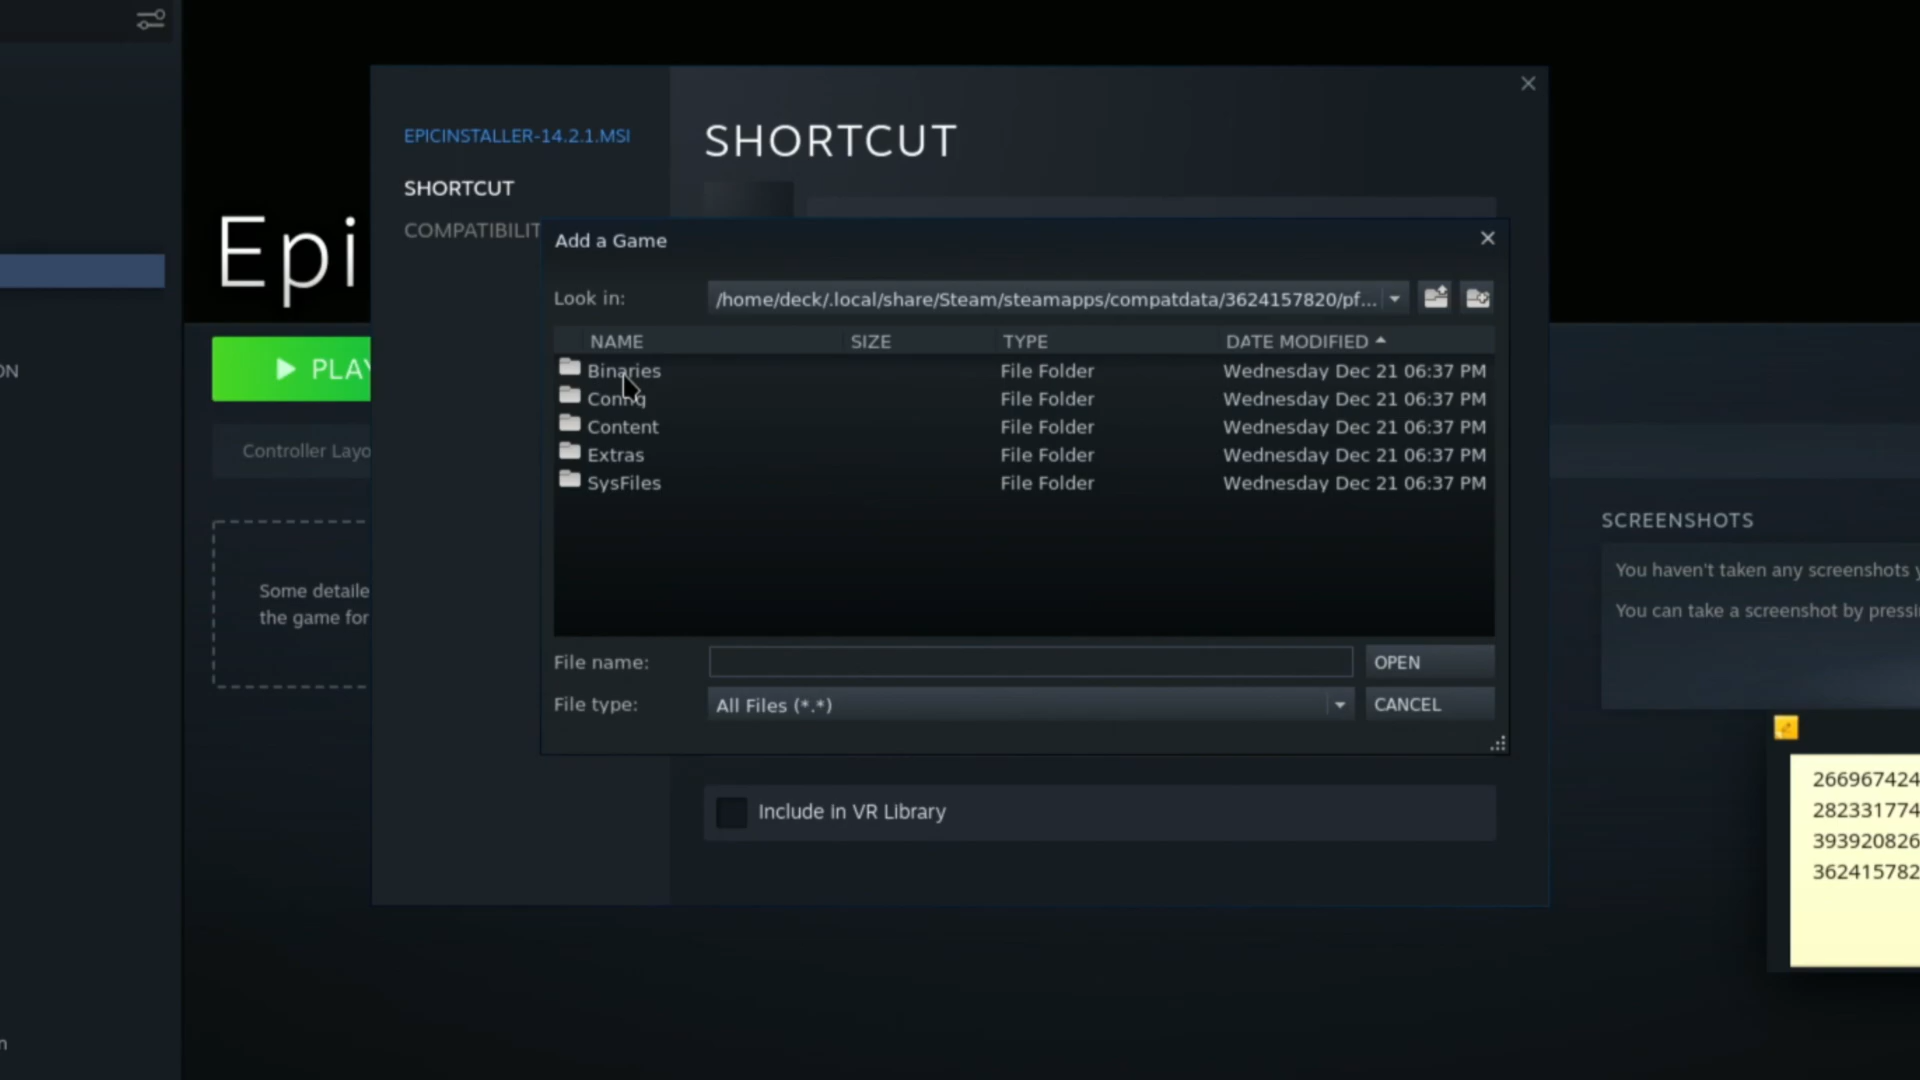 EPICINSTALLER-14.2.1.MSI
SHORTCUT
SHORTCUT
COMPATIBILIT
Epi
Add a Game
Look in:
/home/deck/.local/share/Steam/steamapps/compatdata/3624157820/pf...
NAME SIZE TYPE DATE MODIFIED
Binaries File Folder Wednesday Dec 21 06:37 PM
Config File Folder Wednesday Dec 21 06:37 PM
Content File Folder Wednesday Dec 21 06:37 PM
Extras File Folder Wednesday Dec 21 06:37 PM
SysFiles File Folder Wednesday Dec 21 06:37 PM
File name:
OPEN
File type:
All Files (*.*)
CANCEL
Include in VR Library
ON
PLAY
Controller Layo
Some detaile
the game for
SCREENSHOTS
You haven't taken any screenshots y
You can take a screenshot by pressi
266967424
282331774
393920826
362415782
n